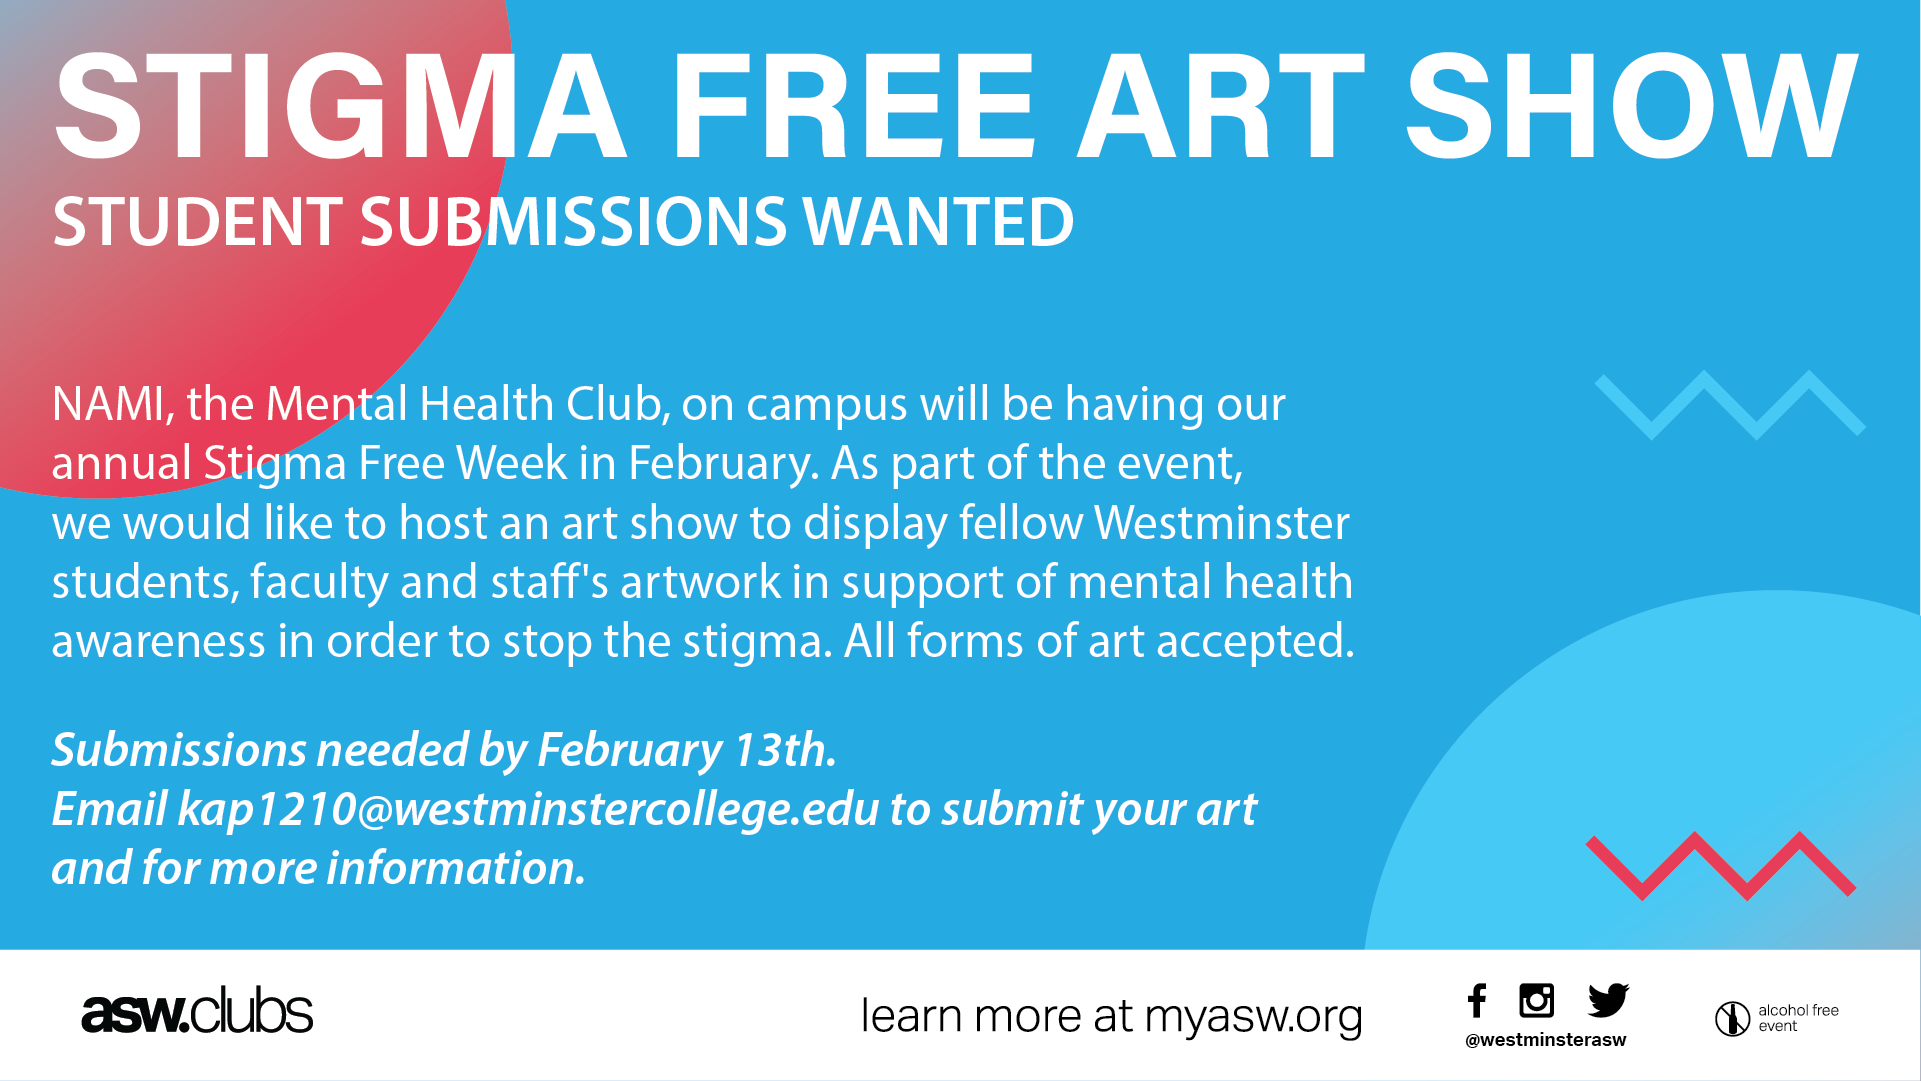 STIGMA FREE ART SHOW
STUDENT SUBMISSIONS WANTED
NAMI, the Mental Health Club, on campus will be having our
annual Stigma Free Week in February. As part of the event,
we would like to host an art show to display fellow Westminster
students, faculty and staff's artwork in support of mental health
awareness in order to stop the stigma. All forms of art accepted.
Submissions needed by February 13th.
Email kap1210@westminstercollege.edu to submit your art
and for more information.
asw.clubs
learn more at myasw.org
@westminsterasw
alcohol free
event